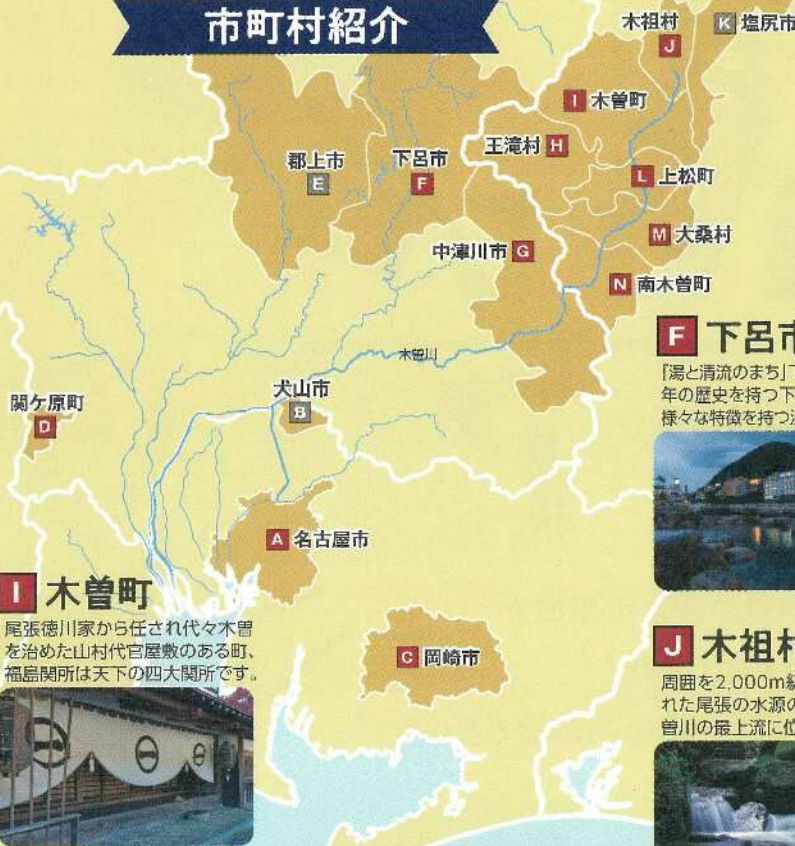 市町村紹介
木祖村
J
K 塩尻市
I 木曽町
王滝村 H
郡上市
E
下呂市
F
L 上松町
M 大桑村
中津川市 G
N 南木曽町
木曽川
犬山市
B
関ケ原町
D
A 名古屋市
C 岡崎市
F 下呂市
『湯と清流のまち』
年の歴史を持つ下
様々な特徴を持つ
I 木曽町
尾張徳川家から任され代々木曽
を治めた山村代官屋敷のある町、
福島関所は天下の四大関所です。
J 木祖村
周囲を2,000m級
れた尾張の水源の
曽川の最上流に位